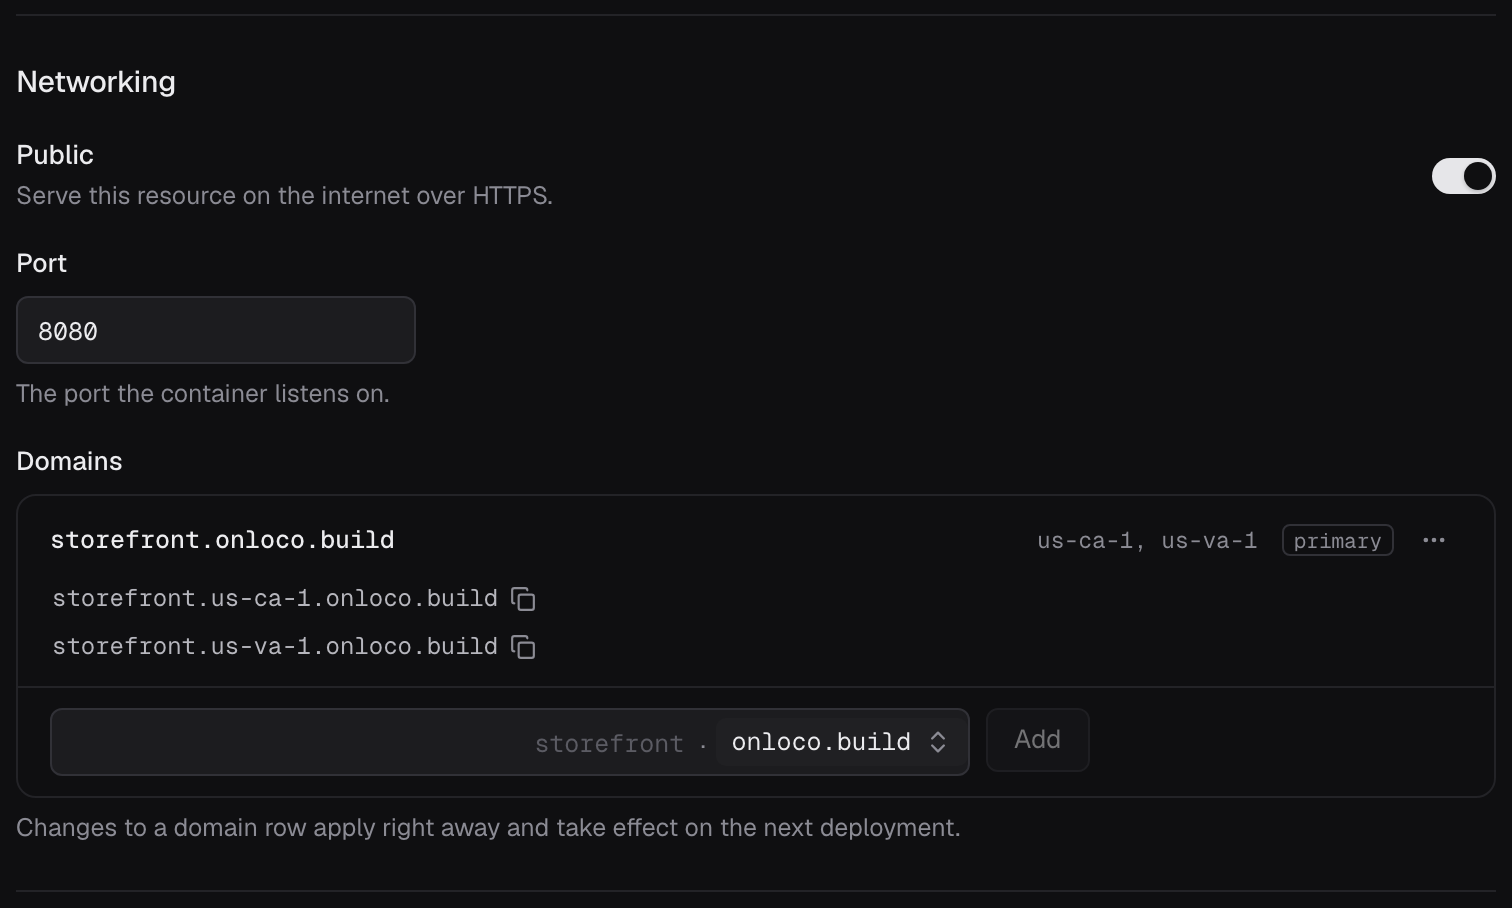 Networking
Public
Serve this resource on the internet over HTTPS.
Port
8080
The port the container listens on.
Domains
storefront.onloco.build us-ca-1, us-va-1 primary ···
storefront.us-ca-1.onloco.build
storefront.us-va-1.onloco.build
storefront . onloco.build Add
Changes to a domain row apply right away and take effect on the next deployment.